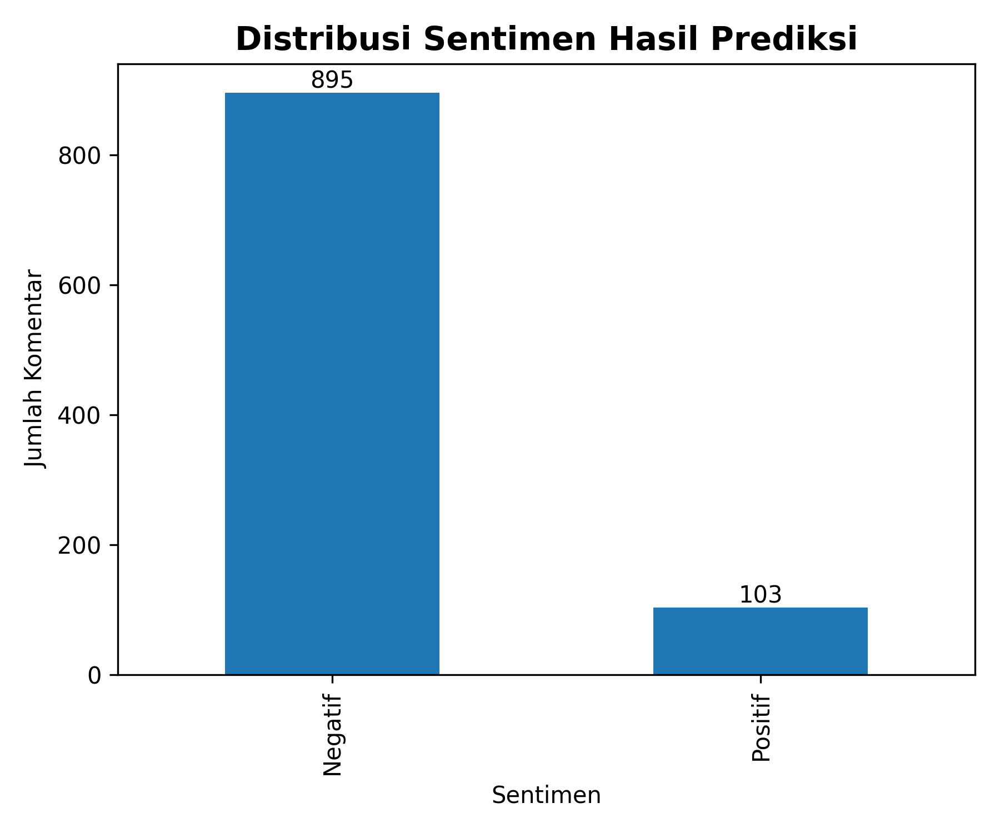 Distribusi Sentimen Hasil Prediksi
895
800
600
400
200
0
103
Jumlah Komentar
Negatif
Positif
Sentimen